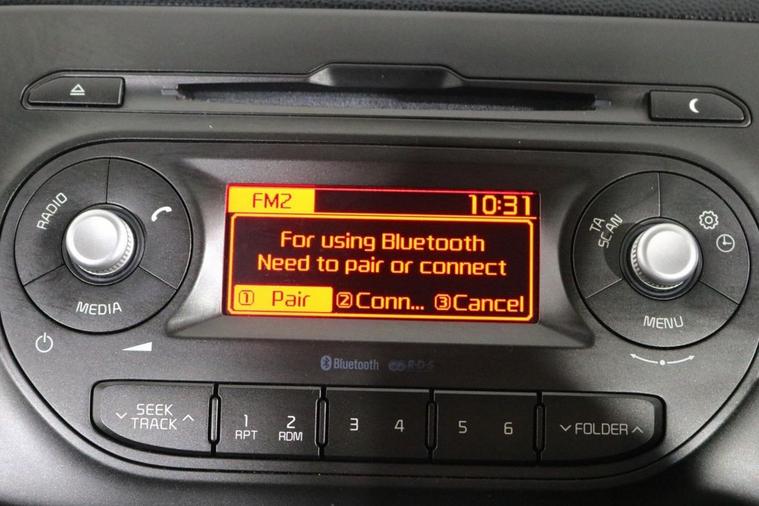 FM2 10:31
For using Bluetooth
Need to pair or connect
① Pair ②Conn... ③Cancel
RADIO
MEDIA
TA
SCAN
MENU
Bluetooth R·D·S
SEEK
TRACK
1 RPT
2 RDM
3 4
5 6
FOLDER